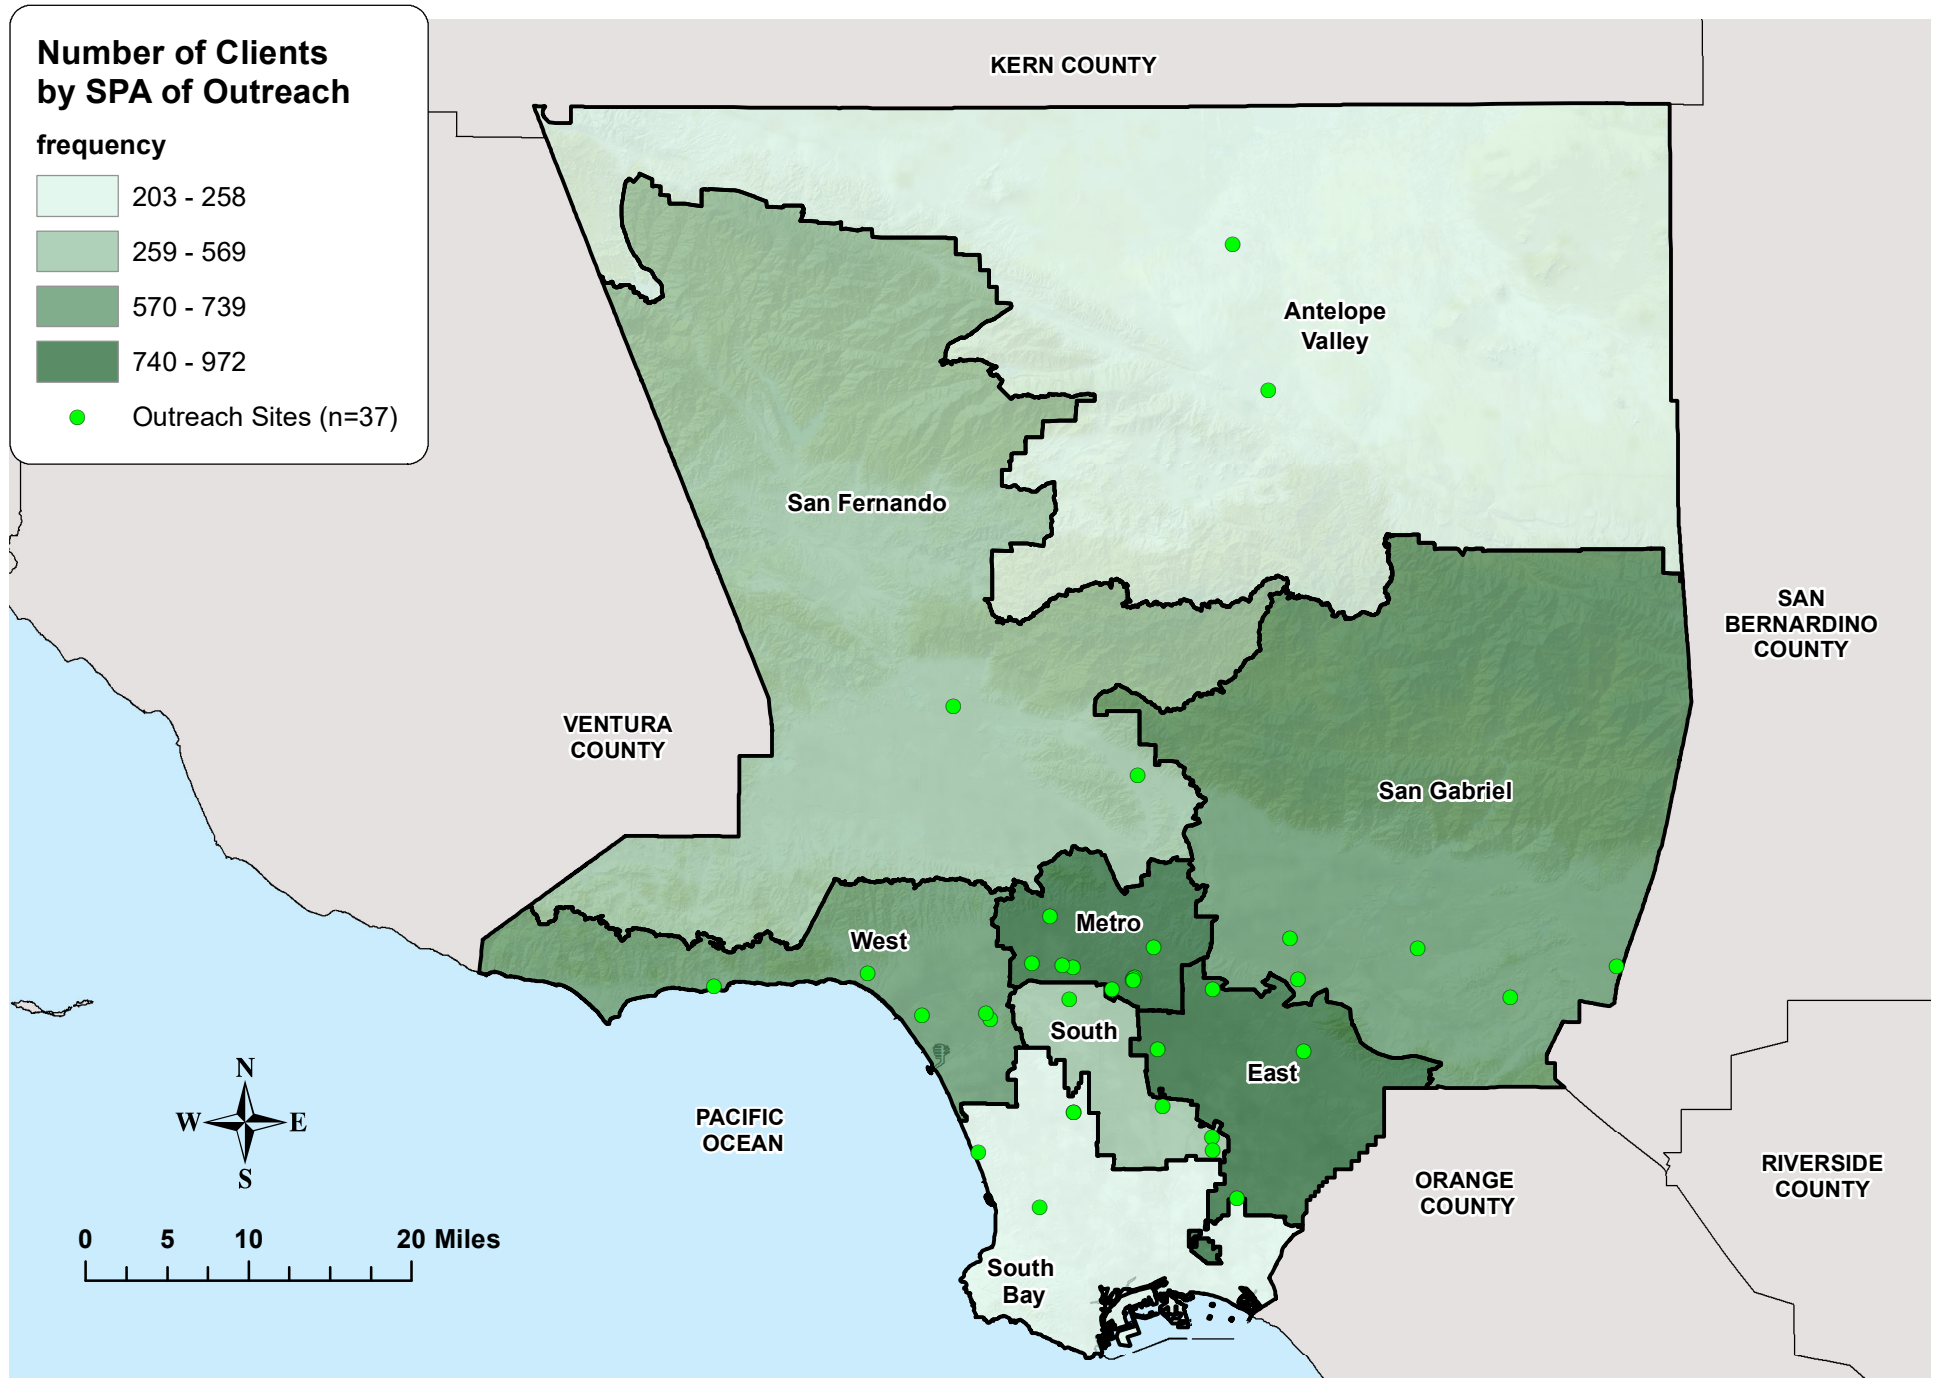 Number of Clients
by SPA of Outreach
frequency
203 - 258
259 - 569
570 - 739
740 - 972
Outreach Sites (n=37)
KERN COUNTY
Antelope
Valley
San Fernando
SAN
BERNARDINO
COUNTY
VENTURA
COUNTY
San Gabriel
Metro
West
South
East
PACIFIC
OCEAN
ORANGE
COUNTY
RIVERSIDE
COUNTY
South
Bay
N
W E
S
0 5 10 20 Miles